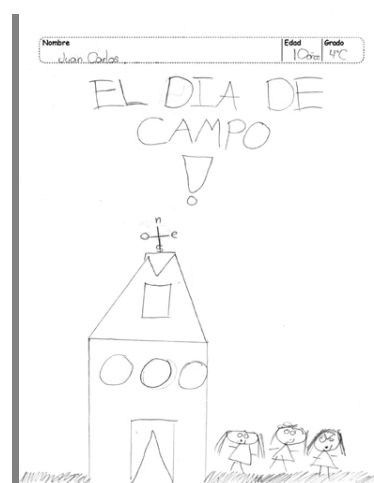 Nombre
Edad
Grado
Juan Carlos
10 años
4°C
EL DIA DE
CAMPO
!
n
o e
s